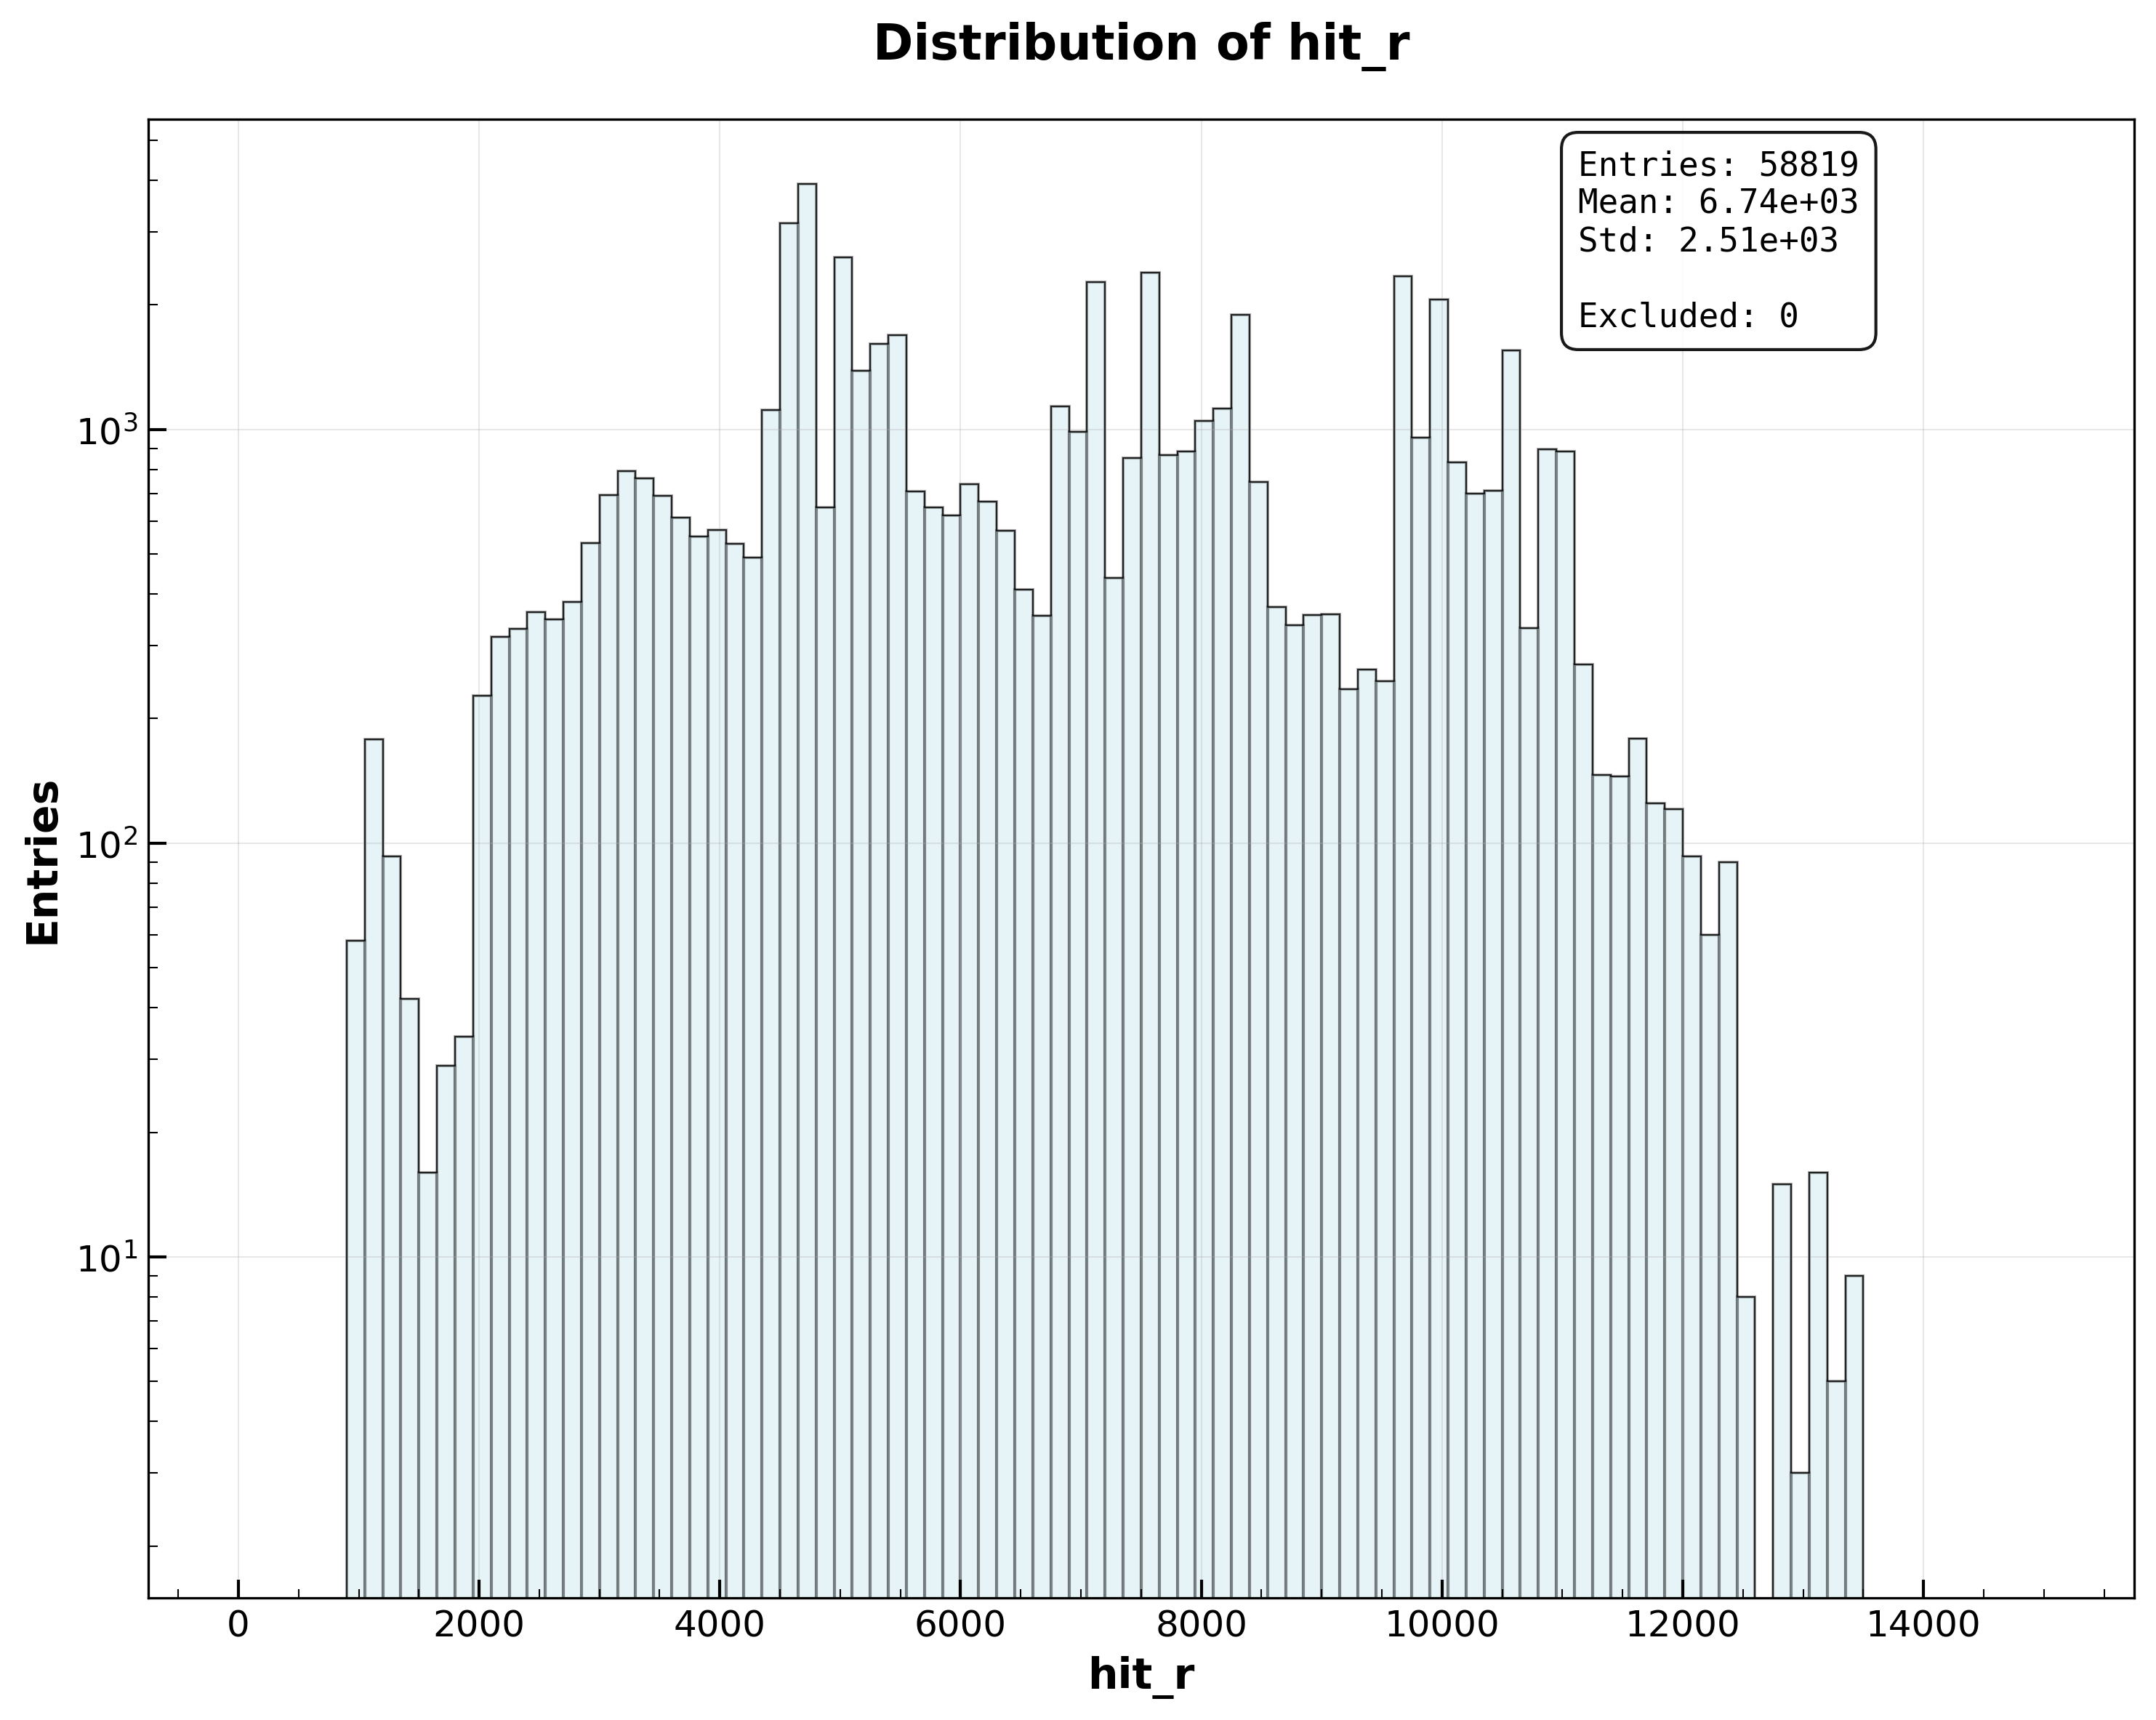 Distribution of hit_r
Entries: 58819
Mean: 6.74e+03
Std: 2.51e+03
Excluded: 0
Entries
10³
10²
10¹
0 2000 4000 6000 8000 10000 12000 14000
hit_r